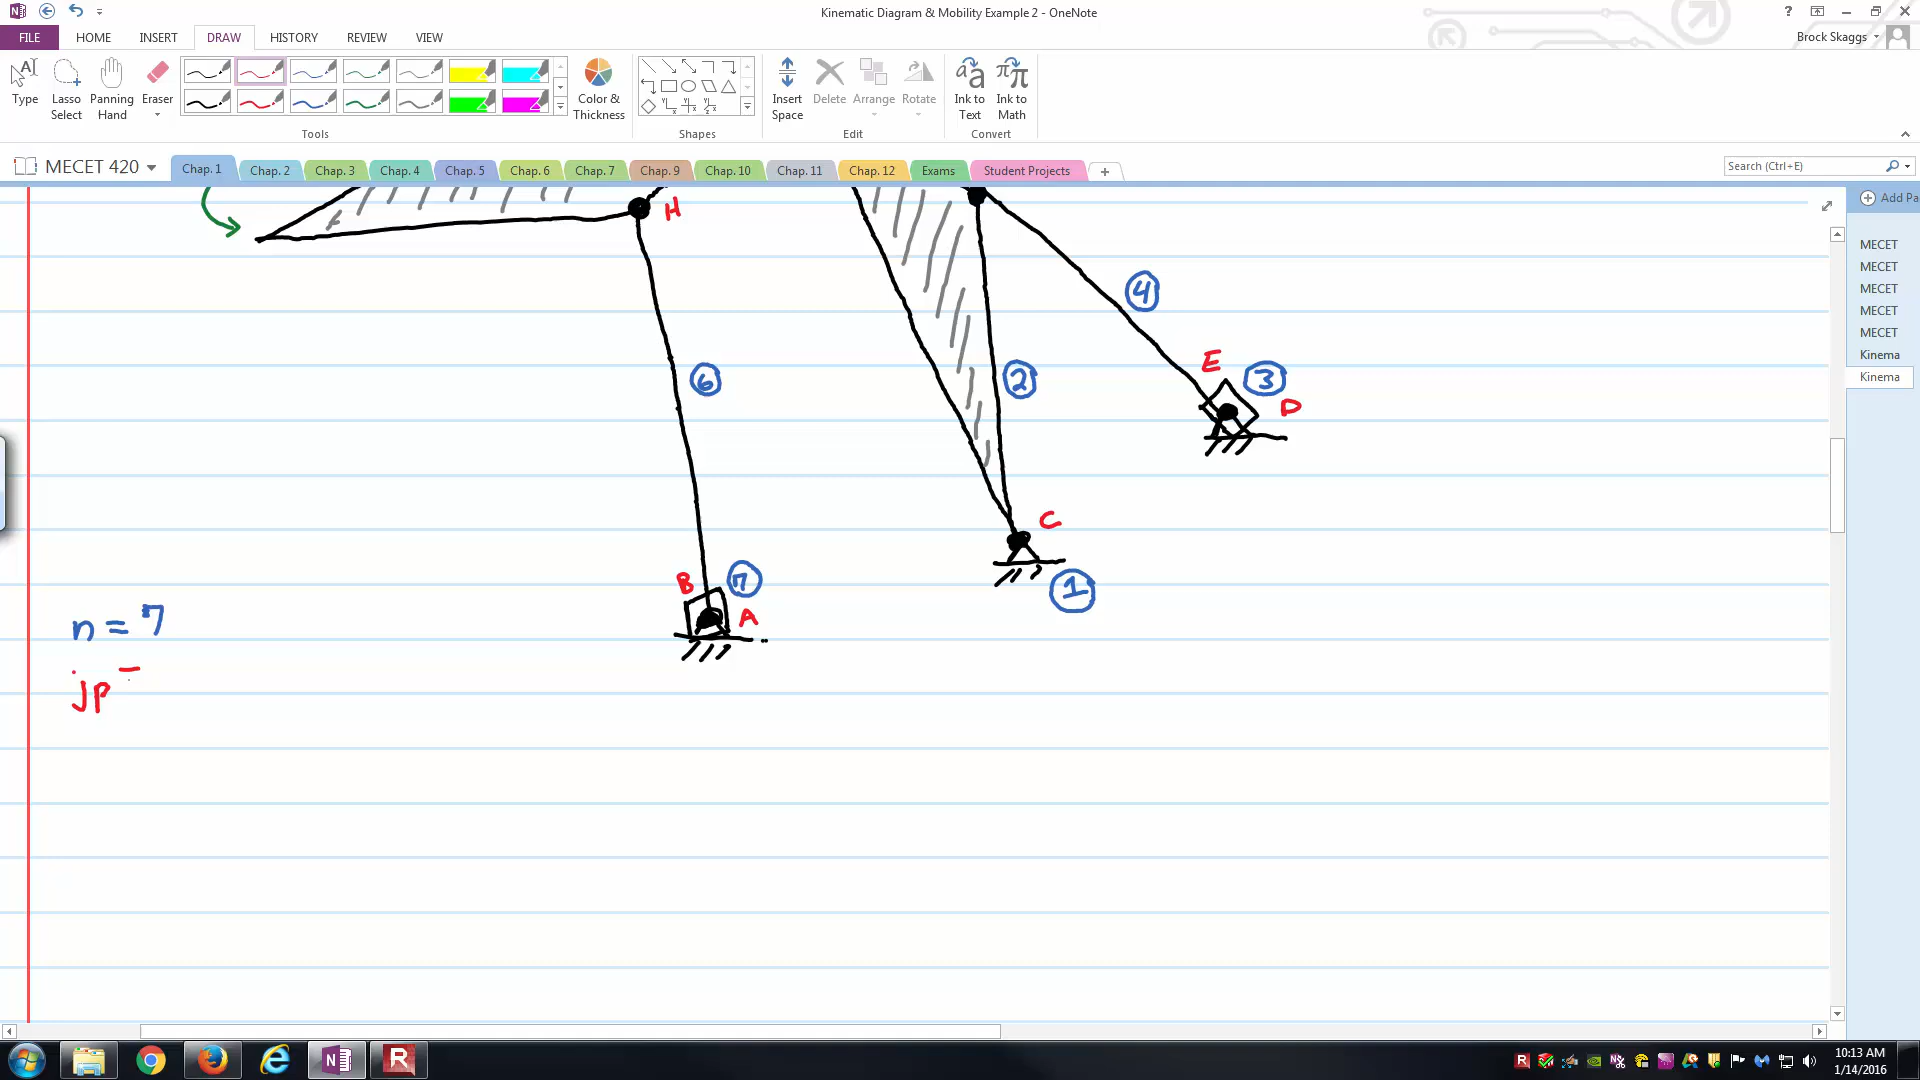 Kinematic Diagram & Mobility Example 2 - OneNote
FILE HOME INSERT DRAW HISTORY REVIEW VIEW
Brock Skaggs
Type
Lasso Select
Panning Hand
Eraser
Color & Thickness
Insert Space
Delete
Arrange
Rotate
Ink to Text
Ink to Math
Tools Shapes Edit Convert
MECET 420
Chap. 1 Chap. 2 Chap. 3 Chap. 4 Chap. 5 Chap. 6 Chap. 7 Chap. 9 Chap. 10 Chap. 11 Chap. 12 Exams Student Projects
Search (Ctrl+E)
Add Pa
MECET
MECET
MECET
MECET
MECET
Kinema
Kinema
H
4
E 3
D
6 2
C
1
B 7
A
n = 7
jp
10:13 AM
1/14/2016